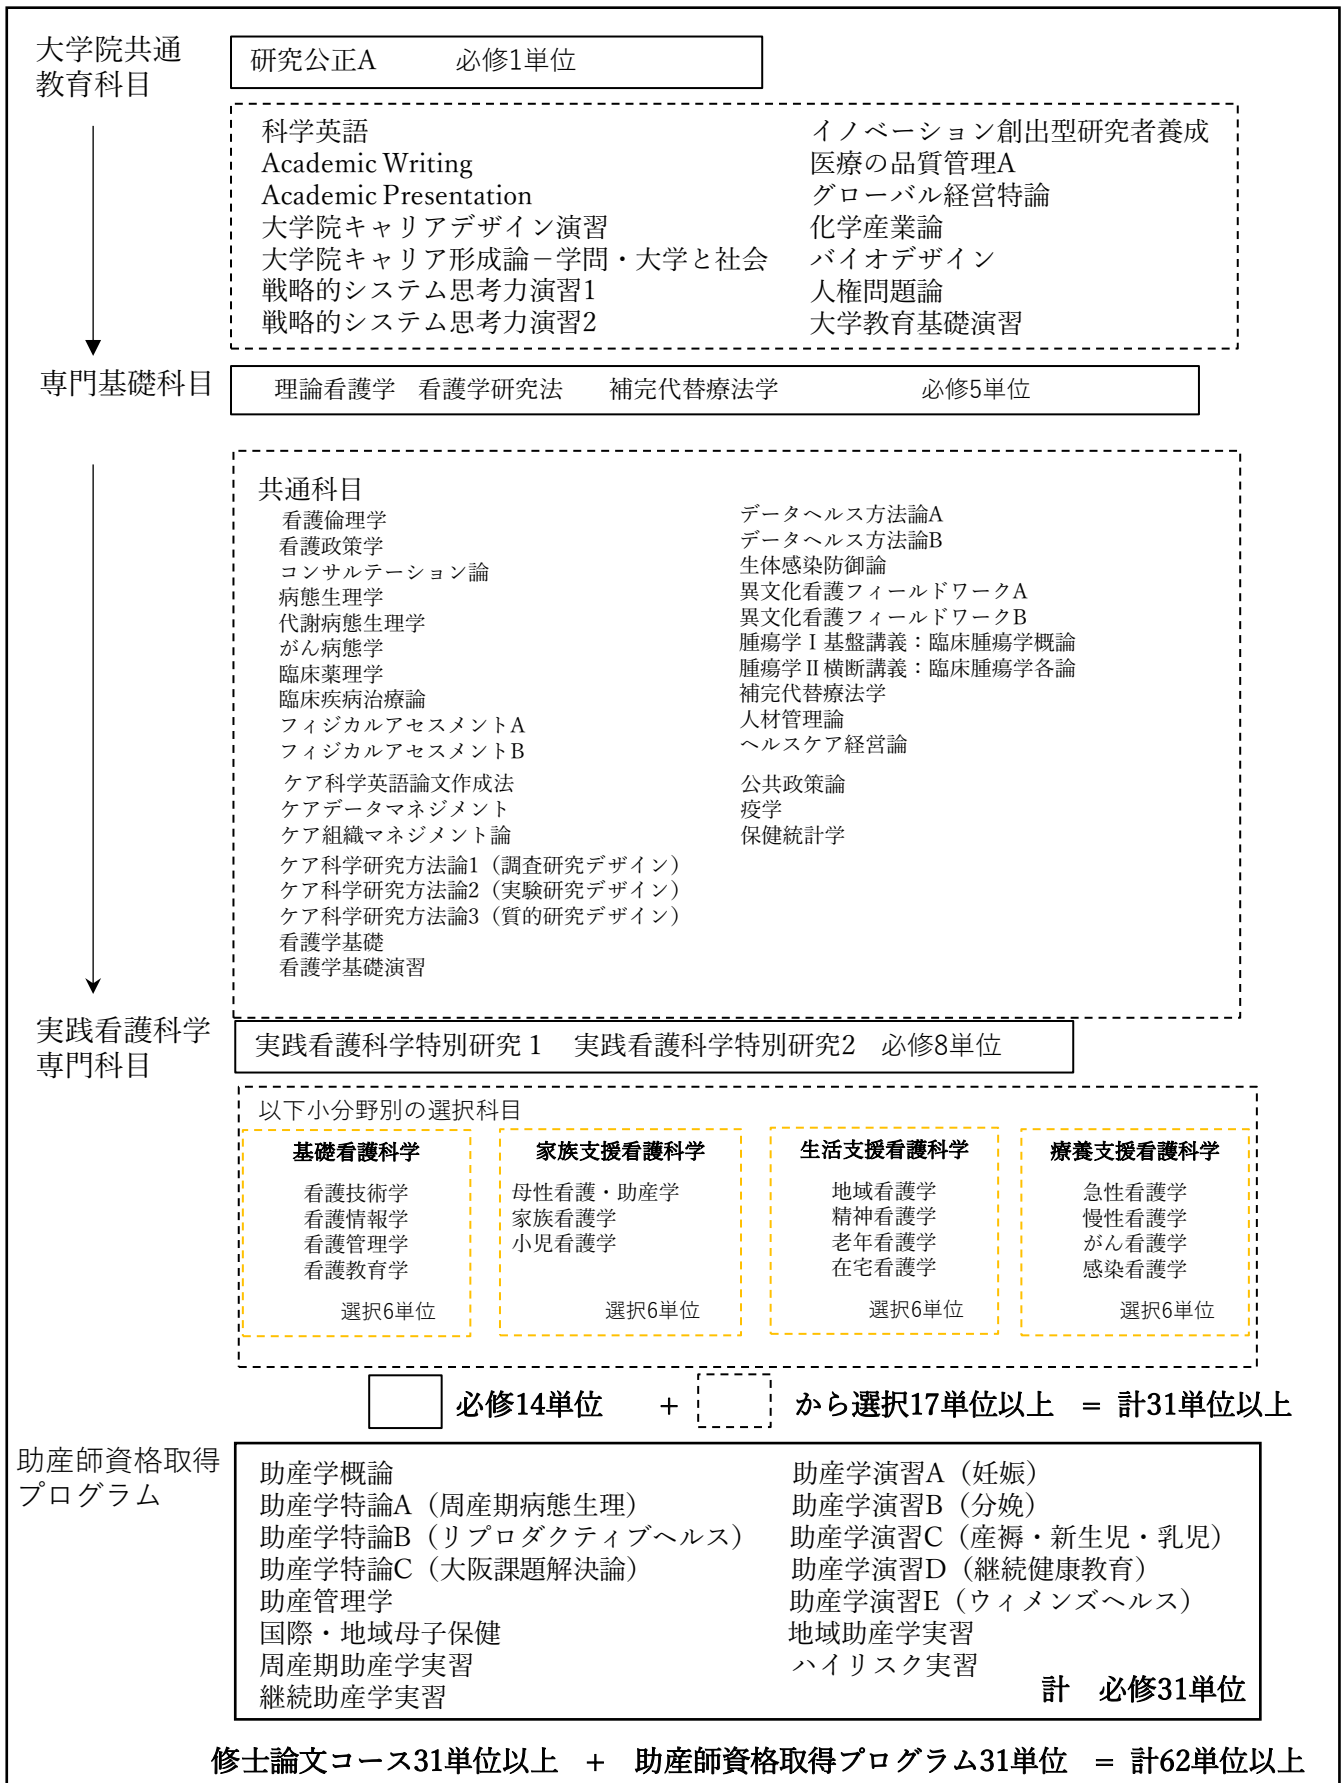 大学院共通
教育科目
研究公正A 必修1単位
科学英語
Academic Writing
Academic Presentation
大学院キャリアデザイン演習
大学院キャリア形成論－学問・大学と社会
戦略的システム思考力演習1
戦略的システム思考力演習2
イノベーション創出型研究者養成
医療の品質管理A
グローバル経営特論
化学産業論
バイオデザイン
人権問題論
大学教育基礎演習
専門基礎科目
理論看護学 看護学研究法 補完代替療法学 必修5単位
共通科目
看護倫理学
看護政策学
コンサルテーション論
病態生理学
代謝病態生理学
がん病態学
臨床薬理学
臨床疾病治療論
フィジカルアセスメントA
フィジカルアセスメントB
ケア科学英語論文作成法
ケアデータマネジメント
ケア組織マネジメント論
ケア科学研究方法論1（調査研究デザイン）
ケア科学研究方法論2（実験研究デザイン）
ケア科学研究方法論3（質的研究デザイン）
看護学基礎
看護学基礎演習
データヘルス方法論A
データヘルス方法論B
生体感染防御論
異文化看護フィールドワークA
異文化看護フィールドワークB
腫瘍学Ⅰ基盤講義：臨床腫瘍学概論
腫瘍学Ⅱ横断講義：臨床腫瘍学各論
補完代替療法学
人材管理論
ヘルスケア経営論
公共政策論
疫学
保健統計学
実践看護科学
専門科目
実践看護科学特別研究 1 実践看護科学特別研究2 必修8単位
以下小分野別の選択科目
基礎看護科学
看護技術学
看護情報学
看護管理学
看護教育学
選択6単位
家族支援看護科学
母性看護・助産学
家族看護学
小児看護学
選択6単位
生活支援看護科学
地域看護学
精神看護学
老年看護学
在宅看護学
選択6単位
療養支援看護科学
急性看護学
慢性看護学
がん看護学
感染看護学
選択6単位
必修14単位 + から選択17単位以上 = 計31単位以上
助産師資格取得
プログラム
助産学概論
助産学特論A（周産期病態生理）
助産学特論B（リプロダクティブヘルス）
助産学特論C（大阪課題解決論）
助産管理学
国際・地域母子保健
周産期助産学実習
継続助産学実習
助産学演習A（妊娠）
助産学演習B（分娩）
助産学演習C（産褥・新生児・乳児）
助産学演習D（継続健康教育）
助産学演習E（ウィメンズヘルス）
地域助産学実習
ハイリスク実習
計 必修31単位
修士論文コース31単位以上 + 助産師資格取得プログラム31単位 = 計62単位以上